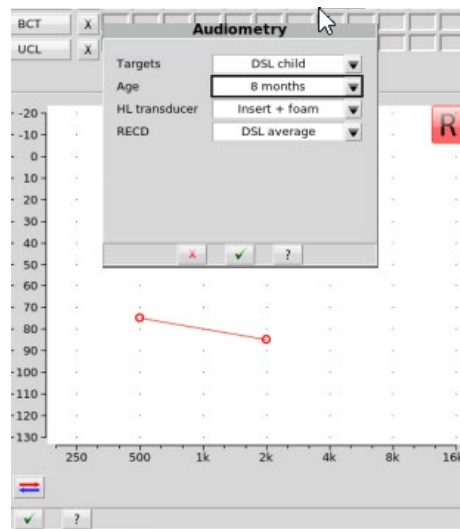 BCT X
UCL X
Audiometry
Targets DSL child
Age 8 months
HL transducer Insert + foam
RECD DSL average
x ?
R
-20
-10
0
10
20
30
40
50
60
70
80
90
100
110
120
130
250 500 1k 2k 4k 8k 16k
?